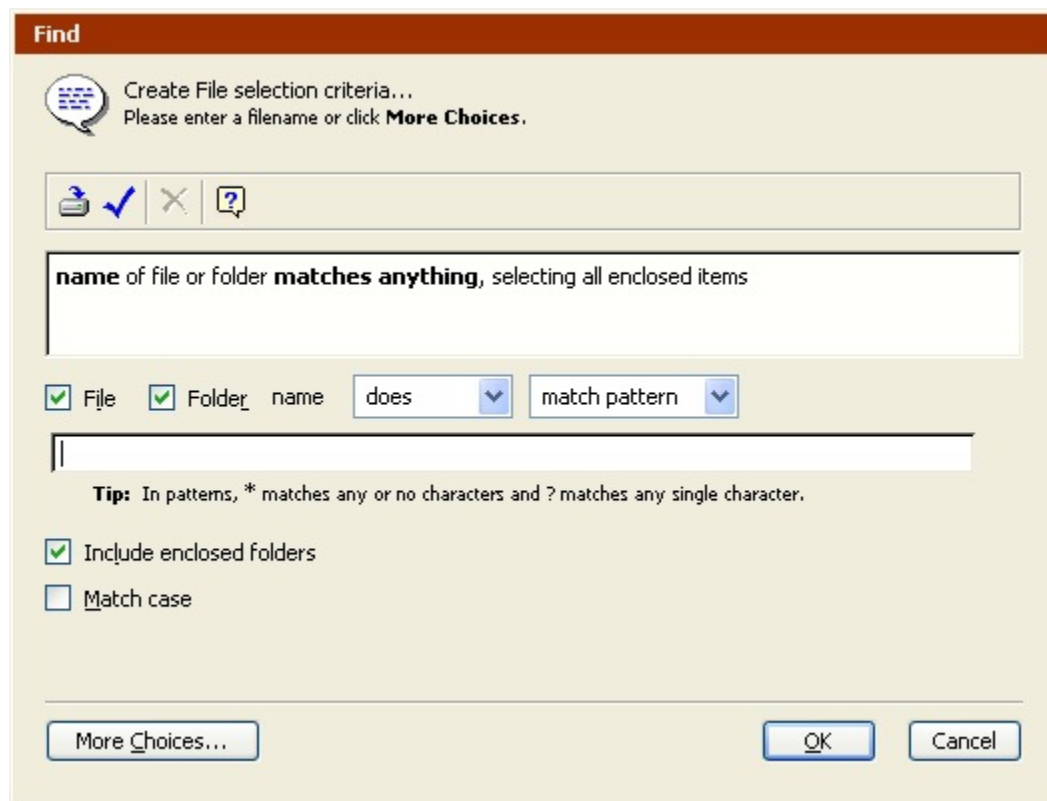 Find
Create File selection criteria...
Please enter a filename or click More Choices.
name of file or folder matches anything, selecting all enclosed items
File Folder name does match pattern
Tip: In patterns, * matches any or no characters and ? matches any single character.
Include enclosed folders
Match case
More Choices... OK Cancel